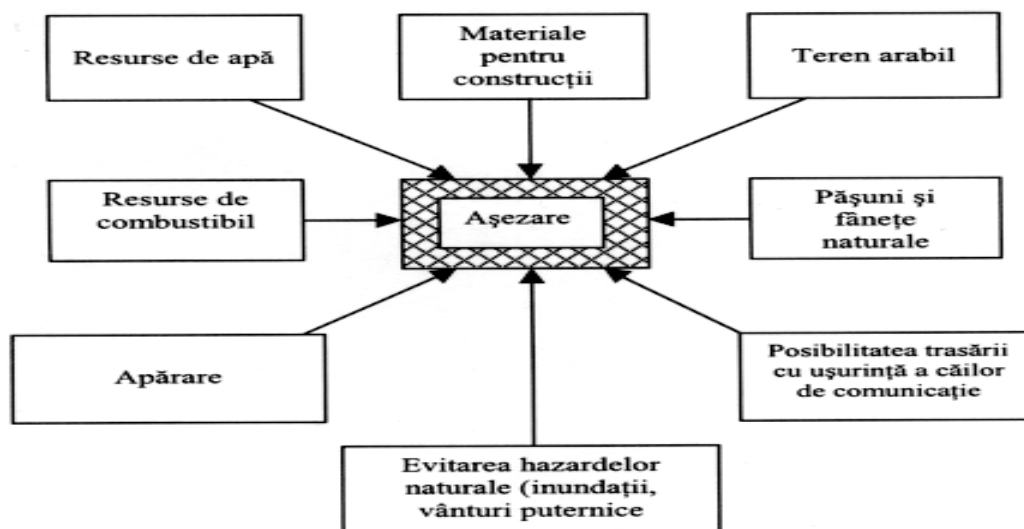 Resurse de apă
Materiale
pentru
construcţii
Teren arabil
Resurse de
combustibil
Aşezare
Păşuni şi
fâneţe
naturale
Apărare
Posibilitatea trasării
cu uşurinţă a căilor
de comunicaţie
Evitarea hazardelor
naturale (inundaţii,
vânturi puternice